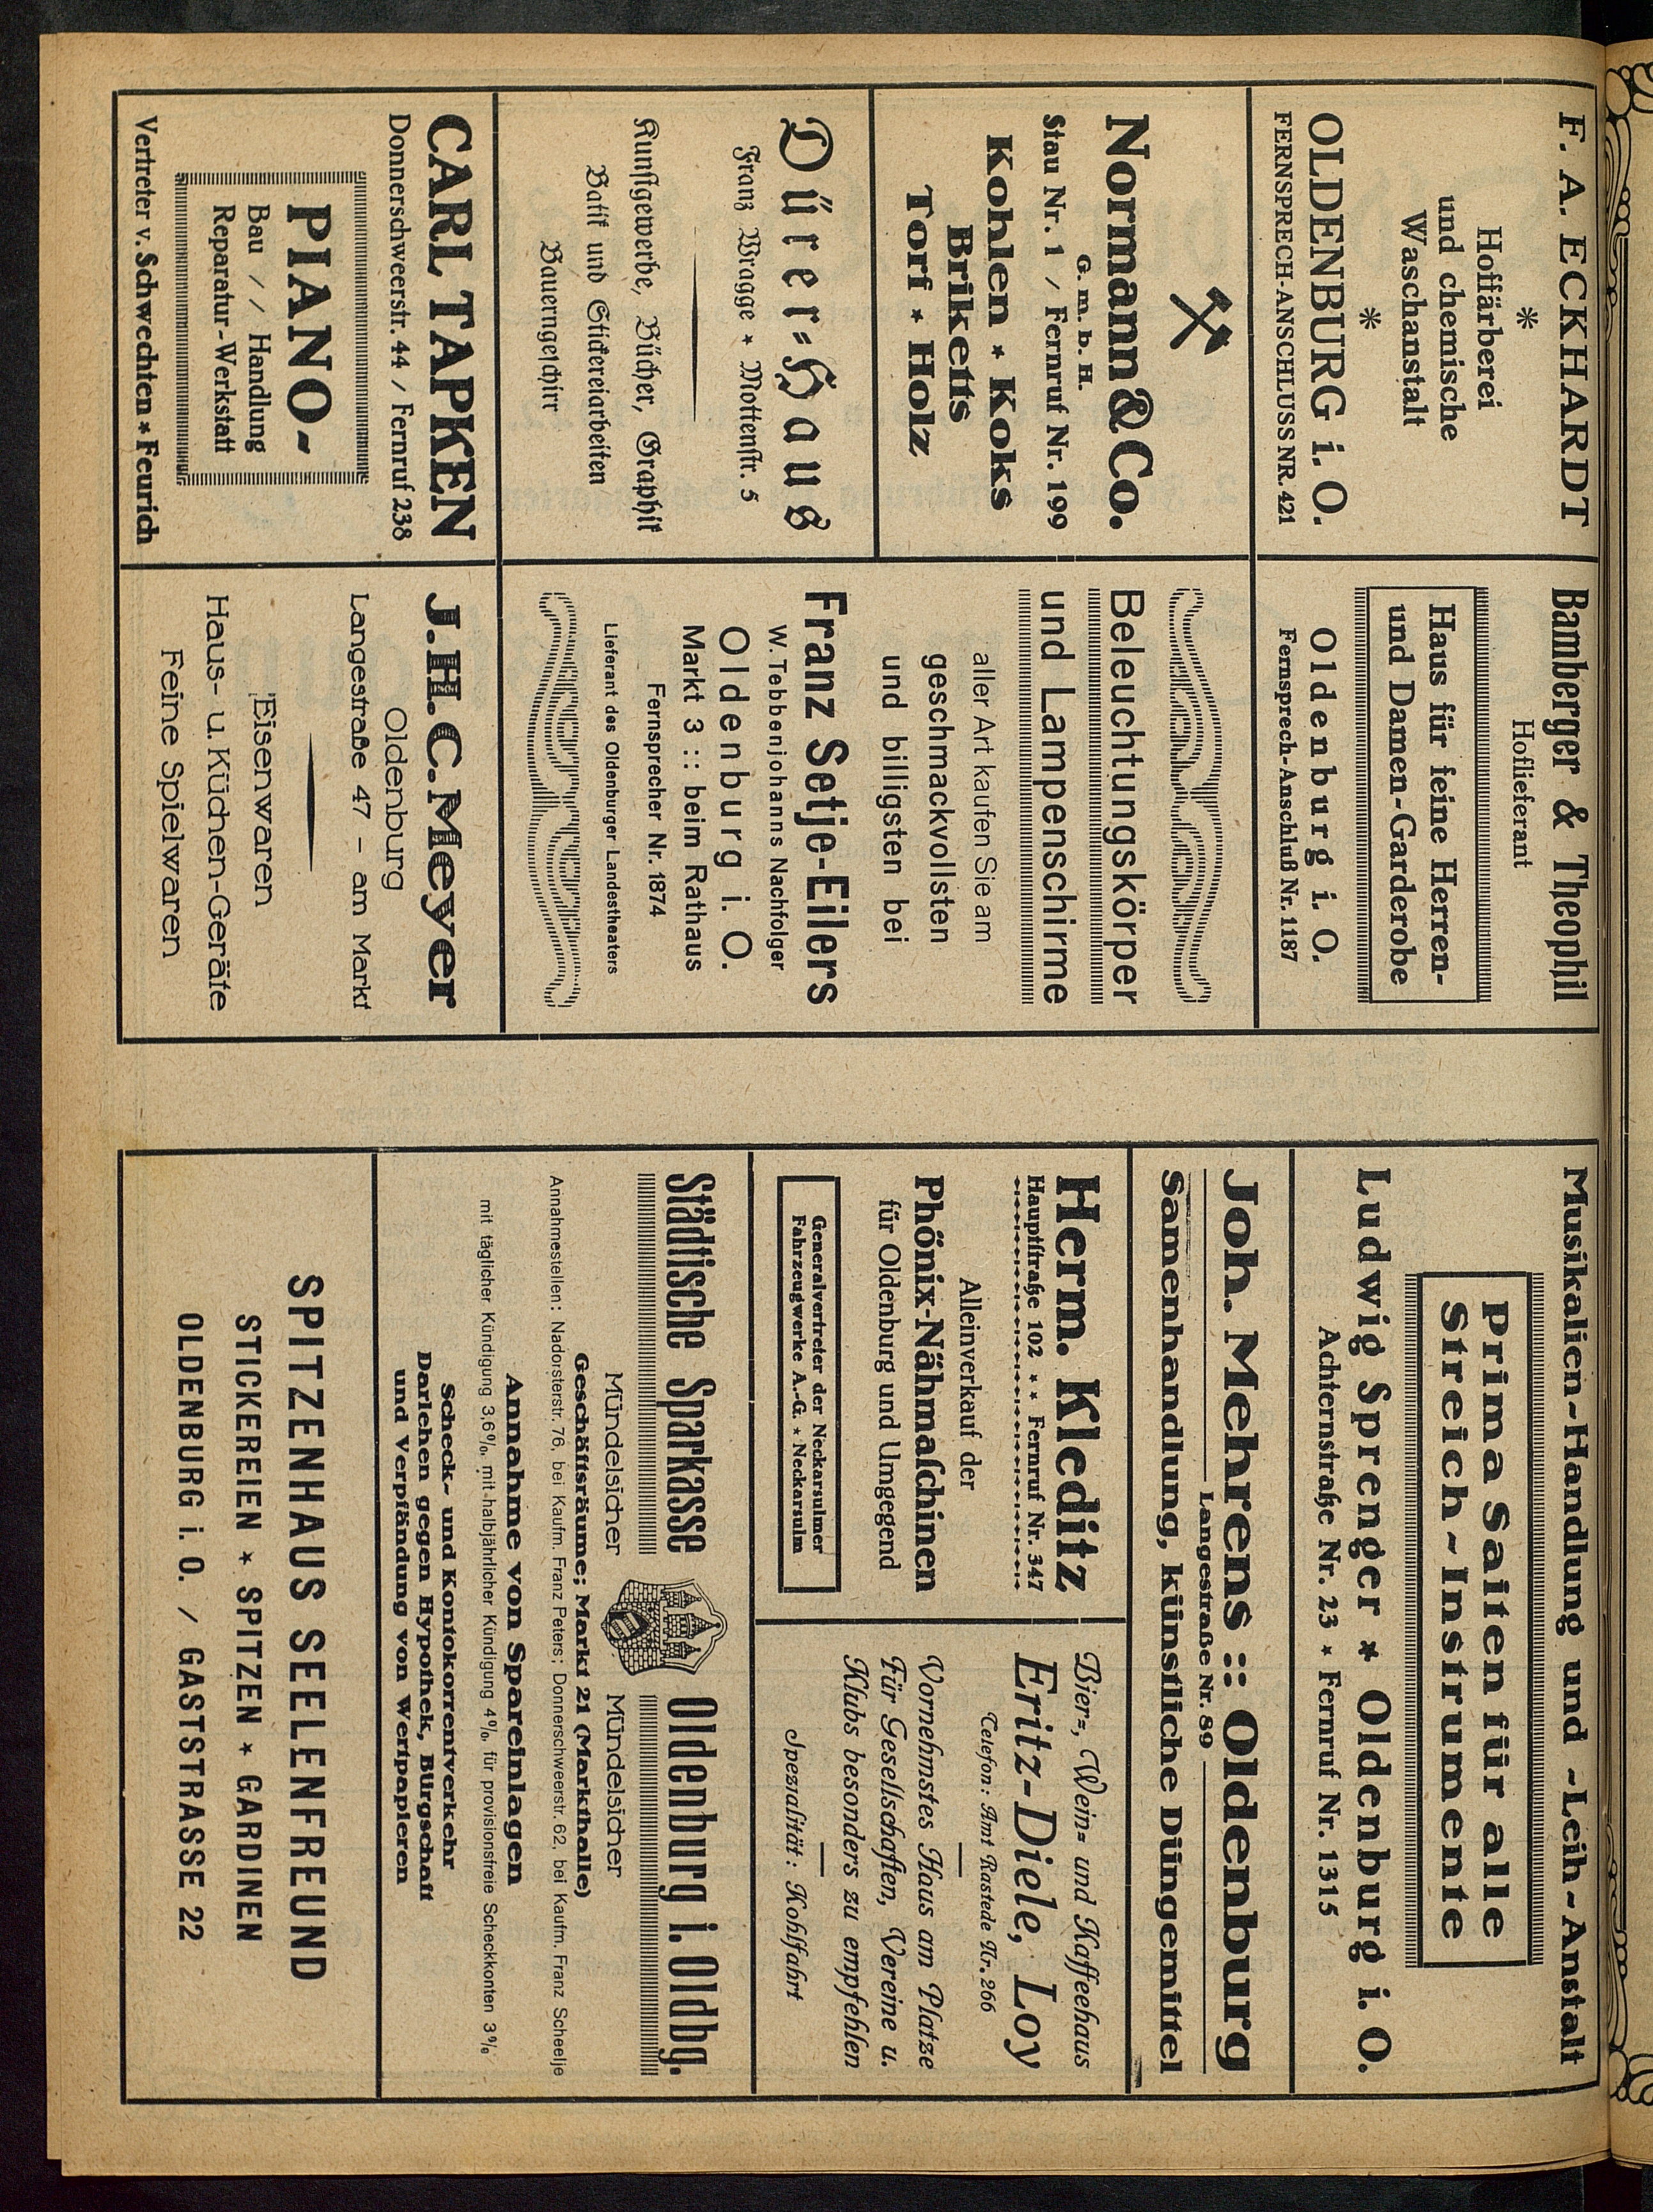 F. A. ECKHARDT
Hoffärberei
und chemische
Waschanstalt
OLDENBURG i. O.
FERNSPRECH-ANSCHLUSS NR. 421
Normann & Co.
G. m. b. H.
Stau Nr. 1 / Fernruf Nr. 199
Kohlen * Koks
Briketts
Torf * Holz
Dürer-Haus
Franz Wragge * Mottenstr. 5
Kunstgewerbe, Bücher, Graphik
Batik und Stickereiarbeiten
Bauerngeschirr
CARL TAPKEN
Donnerschweerstr. 44 / Fernruf 238
PIANO-
Bau / / Handlung
Reparatur-Werkstatt
Vertreter v. Schwechten * Feurich
Bamberger & Theophil
Hoflieferant
Haus für feine Herren-
und Damen-Garderobe
Oldenburg i. O.
Fernsprech-Anschluß Nr. 1187
Beleuchtungskörper
und Lampenschirme
aller Art kaufen Sie am
geschmackvollsten
und billigsten bei
Franz Setje-Eilers
W. Tebbenjohanns Nachfolger
Oldenburg i. O.
Markt 3 :: beim Rathaus
Fernsprecher Nr. 1874
Lieferant des Oldenburger Landestheaters
J. H. C. Meyer
Oldenburg
Langestraße 47 – am Markt
Eisenwaren
Haus- u. Küchen-Geräte
Feine Spielwaren
Musikalien-Handlung und -Leih-Anstalt
Prima Saiten für alle
Streich-Instrumente
Ludwig Sprenger * Oldenburg i. O.
Achternstraße Nr. 23 * Fernruf Nr. 1315
Joh. Mehrens :: Oldenburg
Langestraße Nr. 89
Samenhandlung, künstliche Düngemittel
Herm. Kleditz
Hauptstraße 102 * * Fernruf Nr. 347
Alleinverkauf der
Phönix-Nähmaschinen
für Oldenburg und Umgegend
Generalvertreter der Neckarsulmer
Fahrzeugwerke A.-G. * Neckarsulm
Bier-, Wein- und Kaffeehaus
Fritz-Diele, Loy
Telefon: Amt Rastede Nr. 266
Vornehmstes Haus am Platze
Für Gesellschaften, Vereine u.
Klubs besonders zu empfehlen
Spezialität: Kohlfahrt
Städtische Sparkasse Oldenburg i. Oldbg.
Mündelsicher Mündelsicher
Geschäftsräume; Markt 21 (Markthalle)
Annahmestellen: Nadorsterstr. 76, bei Kaufm. Franz Peters; Donnerschweerstr. 62, bei Kaufm. Franz Scheelje
Annahme von Spareinlagen
mit täglicher Kündigung 3,6%, mit halbjährlicher Kündigung 4%, für provisionsfreie Scheckkonten 3%
Scheck- und Kontokorrentverkehr
Darlehen gegen Hypothek, Bürgschaft
und Verpfändung von Wertpapieren
SPITZENHAUS SEELENFREUND
STICKEREIEN * SPITZEN * GARDINEN
OLDENBURG i. O. / GASTSTRASSE 22